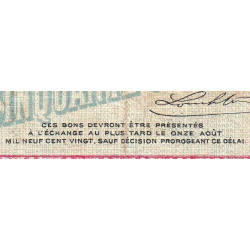 CINQUANTE
CES BONS DEVRONT ÊTRE PRÉSENTÉS
À L'ÉCHANGE AU PLUS TARD LE ONZE AOÛT
MIL NEUF CENT VINGT, SAUF DÉCISION PROROGEANT CE DÉLAI.